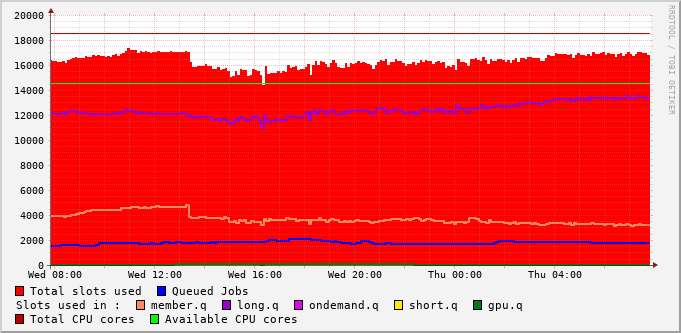 RRDTOOL / TOBI OETIKER
20000
18000
16000
14000
12000
10000
8000
6000
4000
2000
0
Wed 08:00 Wed 12:00 Wed 16:00 Wed 20:00 Thu 00:00 Thu 04:00
Total slots used Queued Jobs
Slots used in : member.q long.q ondemand.q short.q gpu.q
Total CPU cores Available CPU cores